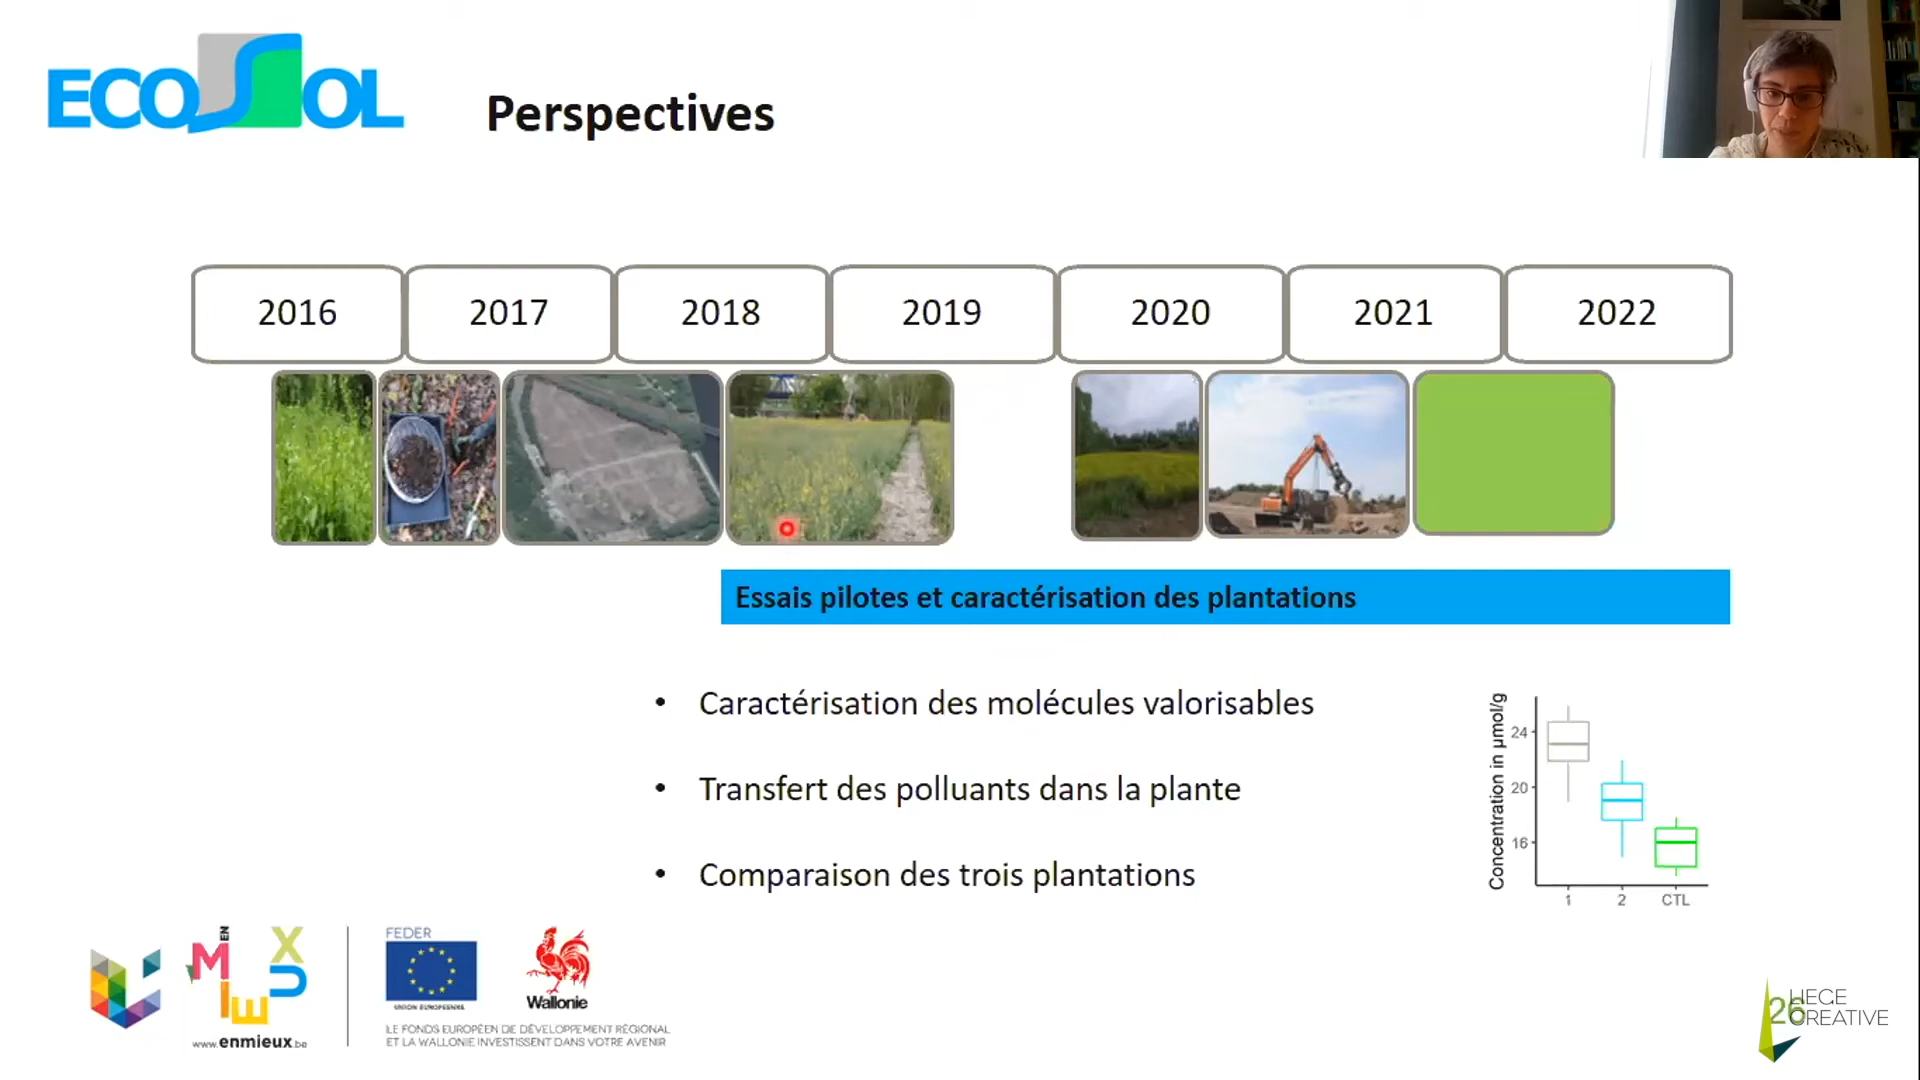 ECOSOL
Perspectives
2016
2017
2018
2019
2020
2021
2022
Essais pilotes et caractérisation des plantations
• Caractérisation des molécules valorisables
• Transfert des polluants dans la plante
• Comparaison des trois plantations
Concentration in µmol/g
24
20
16
1
2
CTL
EN
MIEUX
www.enmieux.be
FEDER
UNION EUROPEENNE
Wallonie
LE FONDS EUROPÉEN DE DÉVELOPPEMENT RÉGIONAL
ET LA WALLONIE INVESTISSENT DANS VOTRE AVENIR
26
LIEGE
CREATIVE